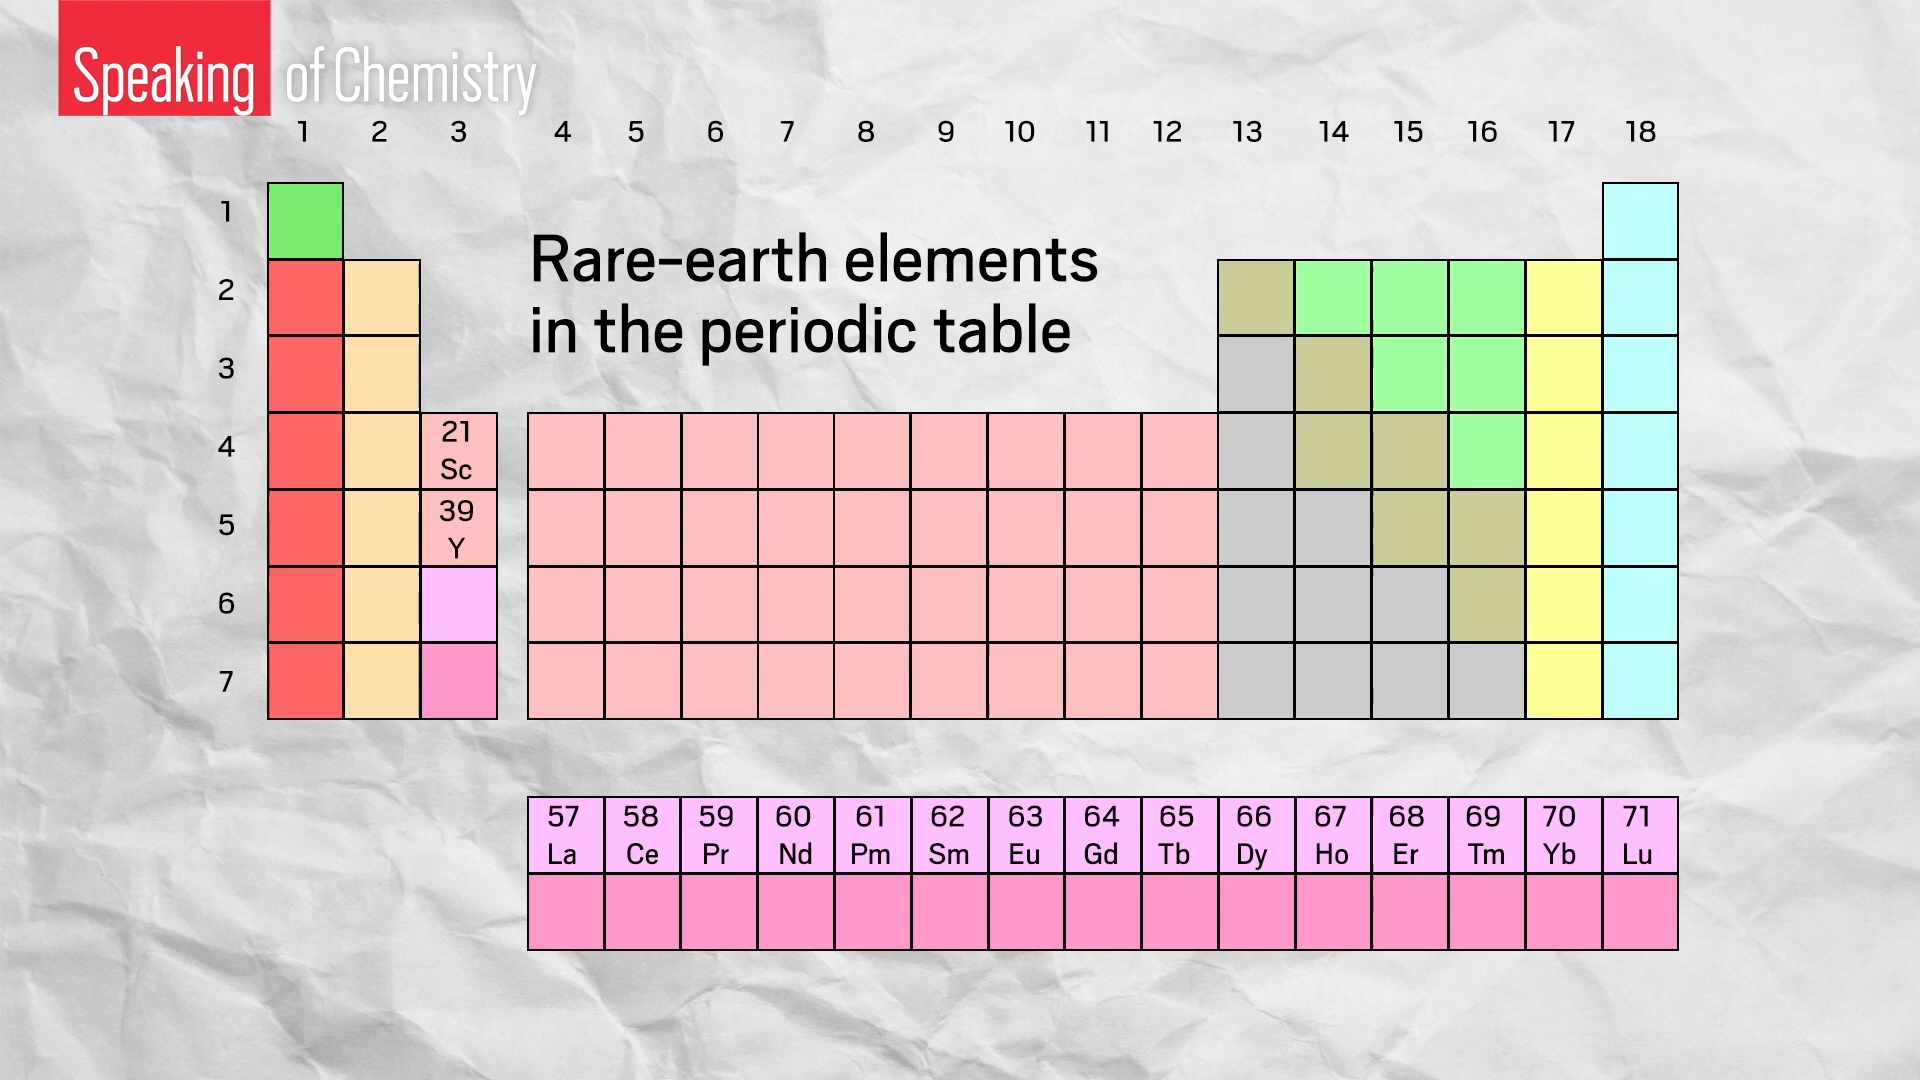 Speaking of Chemistry
1 2 3 4 5 6 7 8 9 10 11 12 13 14 15 16 17 18
1
Rare-earth elements
2
in the periodic table
3
21
4
Sc
39
5
Y
6
7
57 58 59 60 61 62 63 64 65 66 67 68 69 70 71
La Ce Pr Nd Pm Sm Eu Gd Tb Dy Ho Er Tm Yb Lu